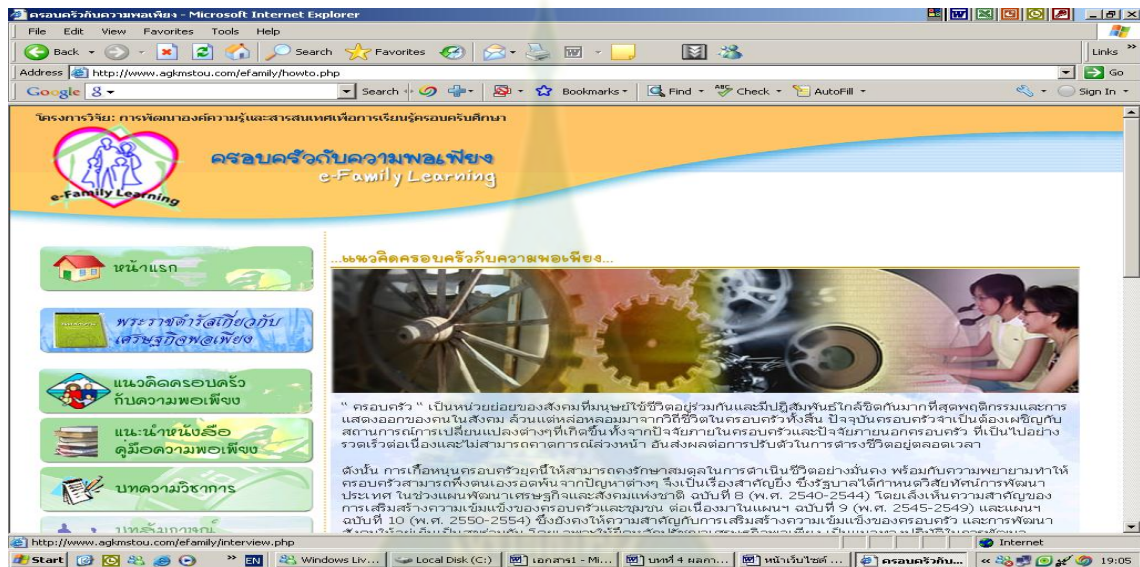 ครอบครัวกับความพอเพียง - Microsoft Internet Explorer
File Edit View Favorites Tools Help
Back Search Favorites Links
Address http://www.agkmstou.com/efamily/howto.php Go
Google Search Bookmarks Find Check AutoFill Sign In
โครงการวิจัย: การพัฒนาองค์ความรู้และสารสนเทศเพื่อการเรียนรู้ครอบครัวศึกษา
ครอบครัวกับความพอเพียง
e-Family Learning
e-Family Learning
หน้าแรก
พระราชดำรัสเกี่ยวกับ
เศรษฐกิจพอเพียง
แนวคิดครอบครัว
กับความพอเพียง
แนะนำหนังสือ
คู่มือความพอเพียง
บทความวิชาการ
บทสัมภาษณ์
...แนวคิดครอบครัวกับความพอเพียง...
" ครอบครัว " เป็นหน่วยย่อยของสังคมที่มนุษย์ใช้ชีวิตอยู่ร่วมกันและมีปฏิสัมพันธ์ใกล้ชิดกันมากที่สุดพฤติกรรมและการ
แสดงออกของคนในสังคม ล้วนแต่หล่อหลอมมาจากวิถีชีวิตในครอบครัวทั้งสิ้น ปัจจุบันครอบครัวจำเป็นต้องเผชิญกับ
สถานการณ์การเปลี่ยนแปลงต่างๆที่เกิดขึ้นทั้งจากปัจจัยภายในครอบครัวและปัจจัยภายนอกครอบครัว ที่เป็นไปอย่าง
รวดเร็วต่อเนื่องและไม่สามารถคาดการณ์ล่วงหน้า อันส่งผลต่อการปรับตัวในการดำรงชีวิตอยู่ตลอดเวลา
ดังนั้น การเกื้อหนุนครอบครัวยุคนี้ให้สามารถคงรักษาสมดุลในการดำเนินชีวิตอย่างมั่นคง พร้อมกับความพยายามทำให้
ครอบครัวสามารถพึ่งตนเองรอดพ้นจากปัญหาต่างๆ จึงเป็นเรื่องสำคัญยิ่ง ซึ่งรัฐบาลได้กำหนดวิสัยทัศน์การพัฒนา
ประเทศ ในช่วงแผนพัฒนาเศรษฐกิจและสังคมแห่งชาติ ฉบับที่ 8 (พ.ศ. 2540-2544) โดยเล็งเห็นความสำคัญของ
การเสริมสร้างความเข้มแข็งของครอบครัวและชุมชน ต่อเนื่องมาในแผนฯ ฉบับที่ 9 (พ.ศ. 2545-2549) และแผนฯ
ฉบับที่ 10 (พ.ศ. 2550-2554) ซึ่งยังคงให้ความสำคัญกับการเสริมสร้างความเข้มแข็งของครอบครัว และการพัฒนา
http://www.agkmstou.com/efamily/interview.php Internet
Start EN Windows Liv... Local Disk (C:) เอกสาร1 - Mi... บทที่ 4 ผลกา... หน้าเว็บไซต์ ... ครอบครัวกับ... 19:05